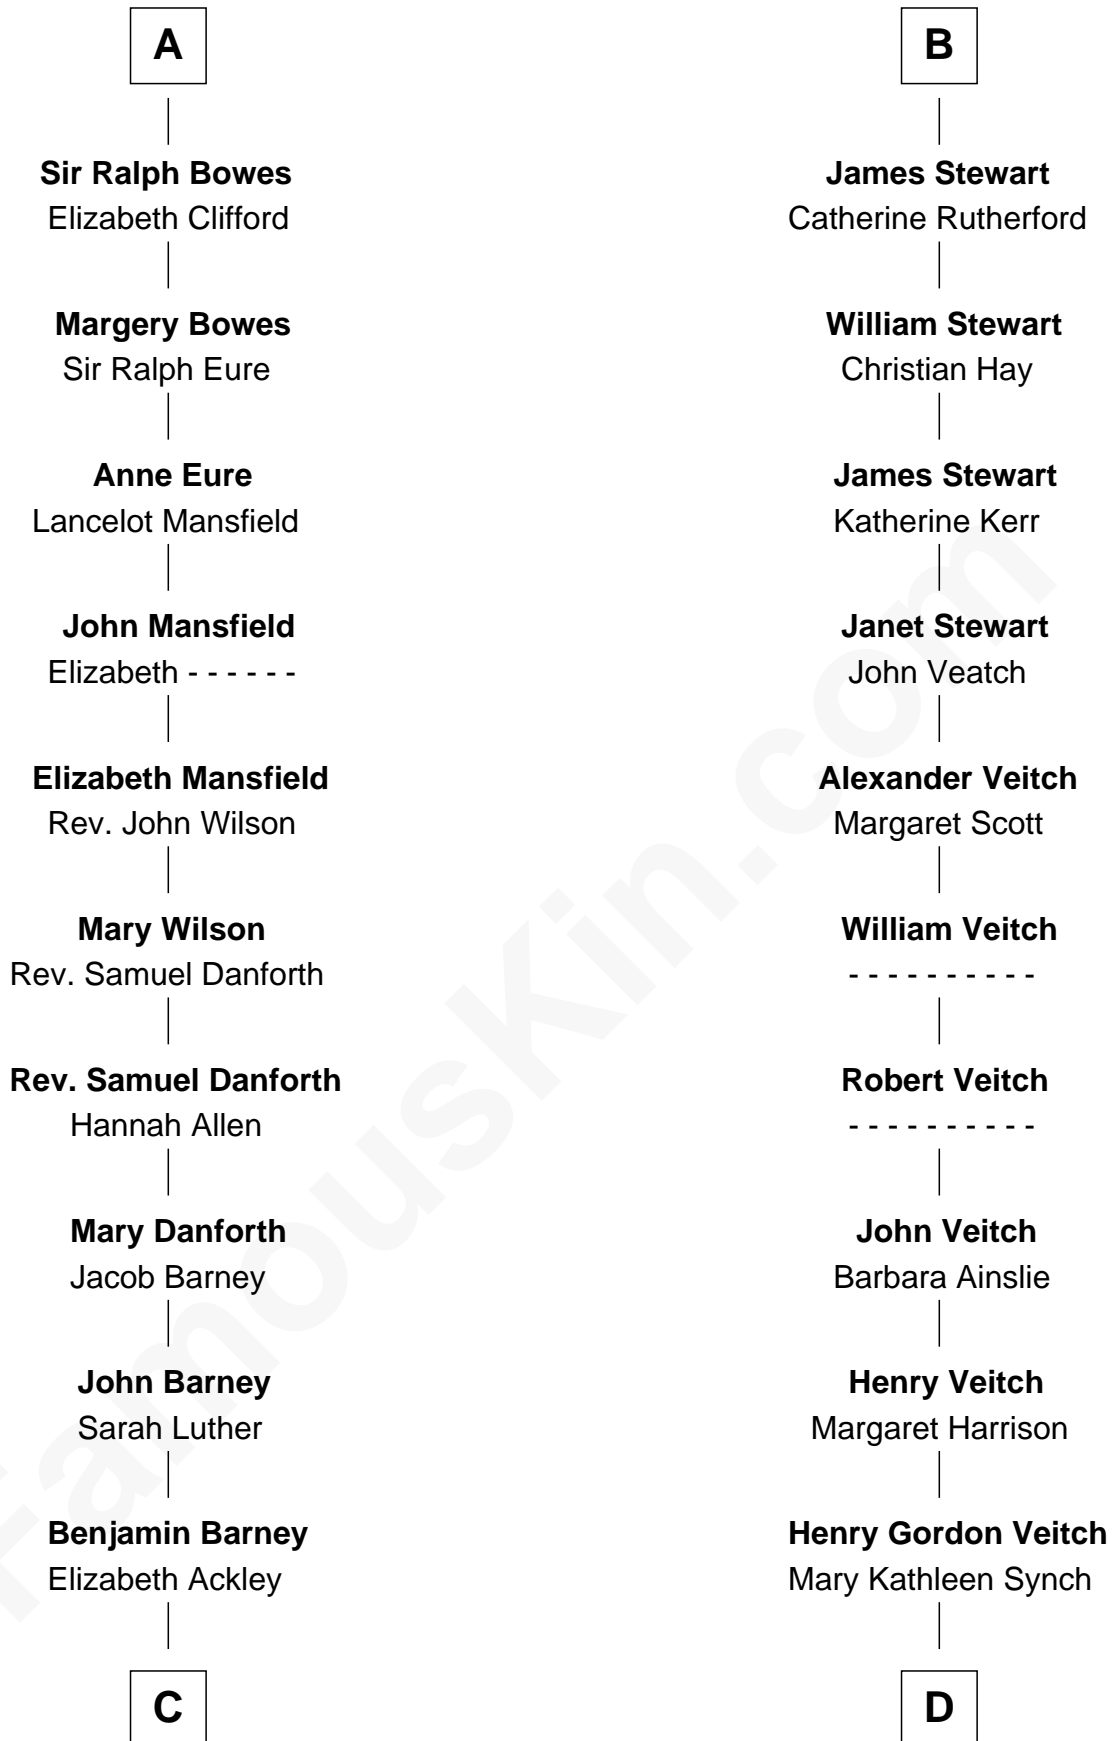 A
Sir Ralph Bowes
Elizabeth Clifford
Margery Bowes
Sir Ralph Eure
Anne Eure
Lancelot Mansfield
John Mansfield
Elizabeth - - - - - -
Elizabeth Mansfield
Rev. John Wilson
Mary Wilson
Rev. Samuel Danforth
Rev. Samuel Danforth
Hannah Allen
Mary Danforth
Jacob Barney
John Barney
Sarah Luther
Benjamin Barney
Elizabeth Ackley
C
B
James Stewart
Catherine Rutherford
William Stewart
Christian Hay
James Stewart
Katherine Kerr
Janet Stewart
John Veatch
Alexander Veitch
Margaret Scott
William Veitch
- - - - - - - - - -
Robert Veitch
- - - - - - - - - -
John Veitch
Barbara Ainslie
Henry Veitch
Margaret Harrison
Henry Gordon Veitch
Mary Kathleen Synch
D
FamousKin.com